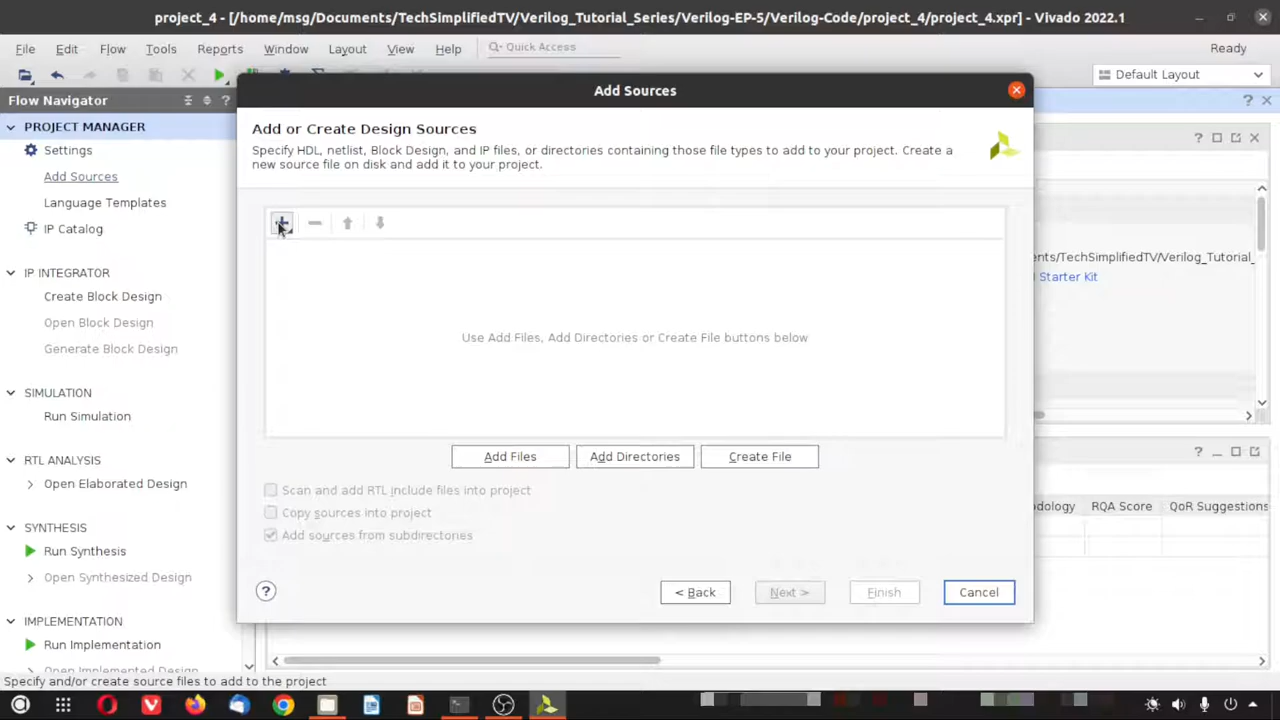 project_4 - [/home/msg/Documents/TechSimplifiedTV/Verilog_Tutorial_Series/Verilog-EP-5/Verilog-Code/project_4/project_4.xpr] - Vivado 2022.1
File Edit Flow Tools Reports Window Layout View Help Quick Access Ready
Default Layout
Flow Navigator
PROJECT MANAGER
Settings
Add Sources
Language Templates
IP Catalog
IP INTEGRATOR
Create Block Design
Open Block Design
Generate Block Design
SIMULATION
Run Simulation
RTL ANALYSIS
Open Elaborated Design
SYNTHESIS
Run Synthesis
Open Synthesized Design
IMPLEMENTATION
Run Implementation
Open Implemented Design
Add Sources
Add or Create Design Sources
Specify HDL, netlist, Block Design, and IP files, or directories containing those file types to add to your project. Create a
new source file on disk and add it to your project.
Use Add Files, Add Directories or Create File buttons below
Add Files Add Directories Create File
Scan and add RTL include files into project
Copy sources into project
Add sources from subdirectories
? < Back Next > Finish Cancel
ents/TechSimplifiedTV/Verilog_Tutorial_
Starter Kit
odology RQA Score QoR Suggestions
Specify and/or create source files to add to the project